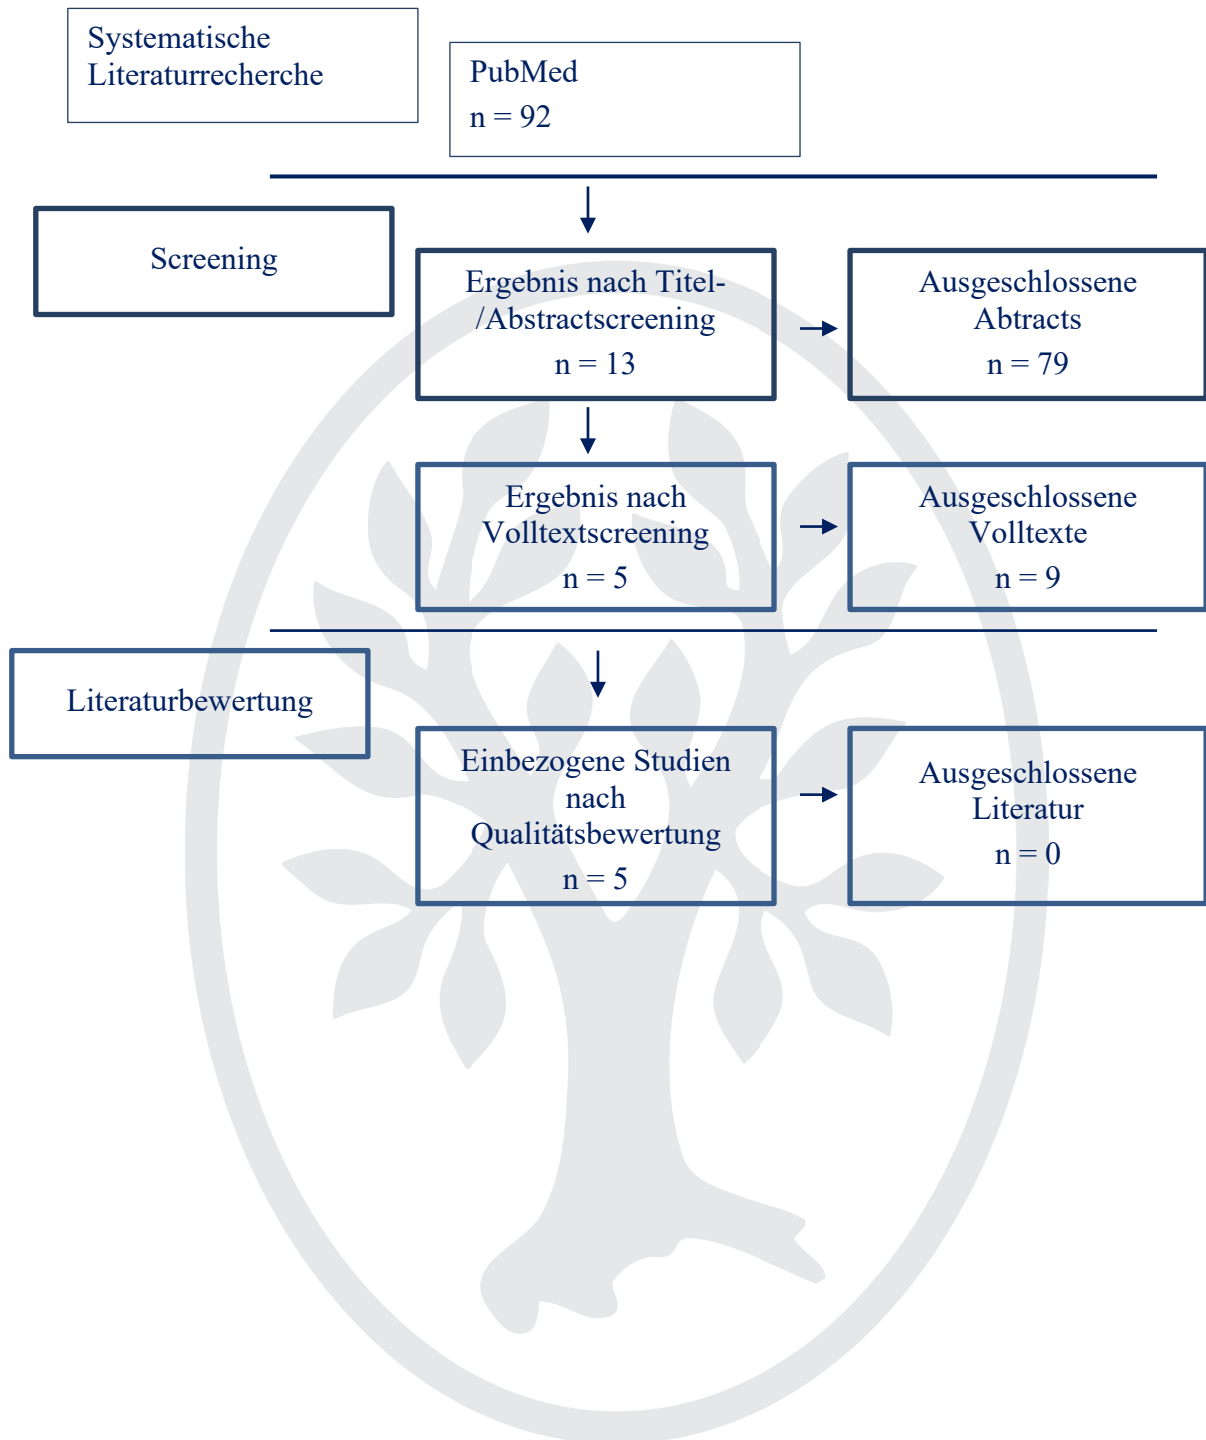 Systematische
Literaturrecherche
PubMed
n = 92
Screening
Ergebnis nach Titel-
/Abstractscreening
n = 13
Ausgeschlossene
Abtracts
n = 79
Ergebnis nach
Volltextscreening
n = 5
Ausgeschlossene
Volltexte
n = 9
Literaturbewertung
Einbezogene Studien
nach
Qualitätsbewertung
n = 5
Ausgeschlossene
Literatur
n = 0